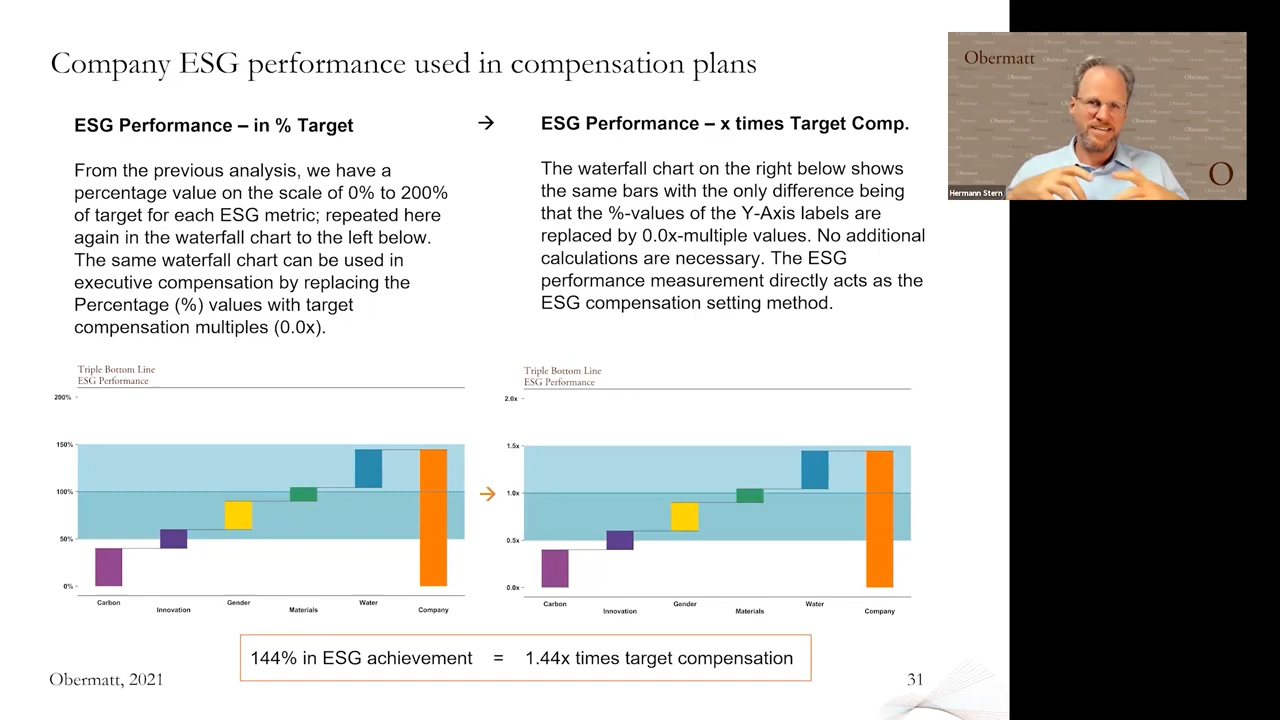 Company ESG performance used in compensation plans
ESG Performance – in % Target
→
ESG Performance – x times Target Comp.
From the previous analysis, we have a
percentage value on the scale of 0% to 200%
of target for each ESG metric; repeated here
again in the waterfall chart to the left below.
The same waterfall chart can be used in
executive compensation by replacing the
Percentage (%) values with target
compensation multiples (0.0x).
The waterfall chart on the right below shows
the same bars with the only difference being
that the %-values of the Y-Axis labels are
replaced by 0.0x-multiple values. No additional
calculations are necessary. The ESG
performance measurement directly acts as the
ESG compensation setting method.
Triple Bottom Line
ESG Performance
200%
150%
100%
50%
0%
Carbon
Innovation
Gender
Materials
Water
Company
→
Triple Bottom Line
ESG Performance
2.0x
1.5x
1.0x
0.5x
0.0x
Carbon
Innovation
Gender
Materials
Water
Company
144% in ESG achievement = 1.44x times target compensation
Obermatt, 2021
31
Obermatt
O
Hermann Stern